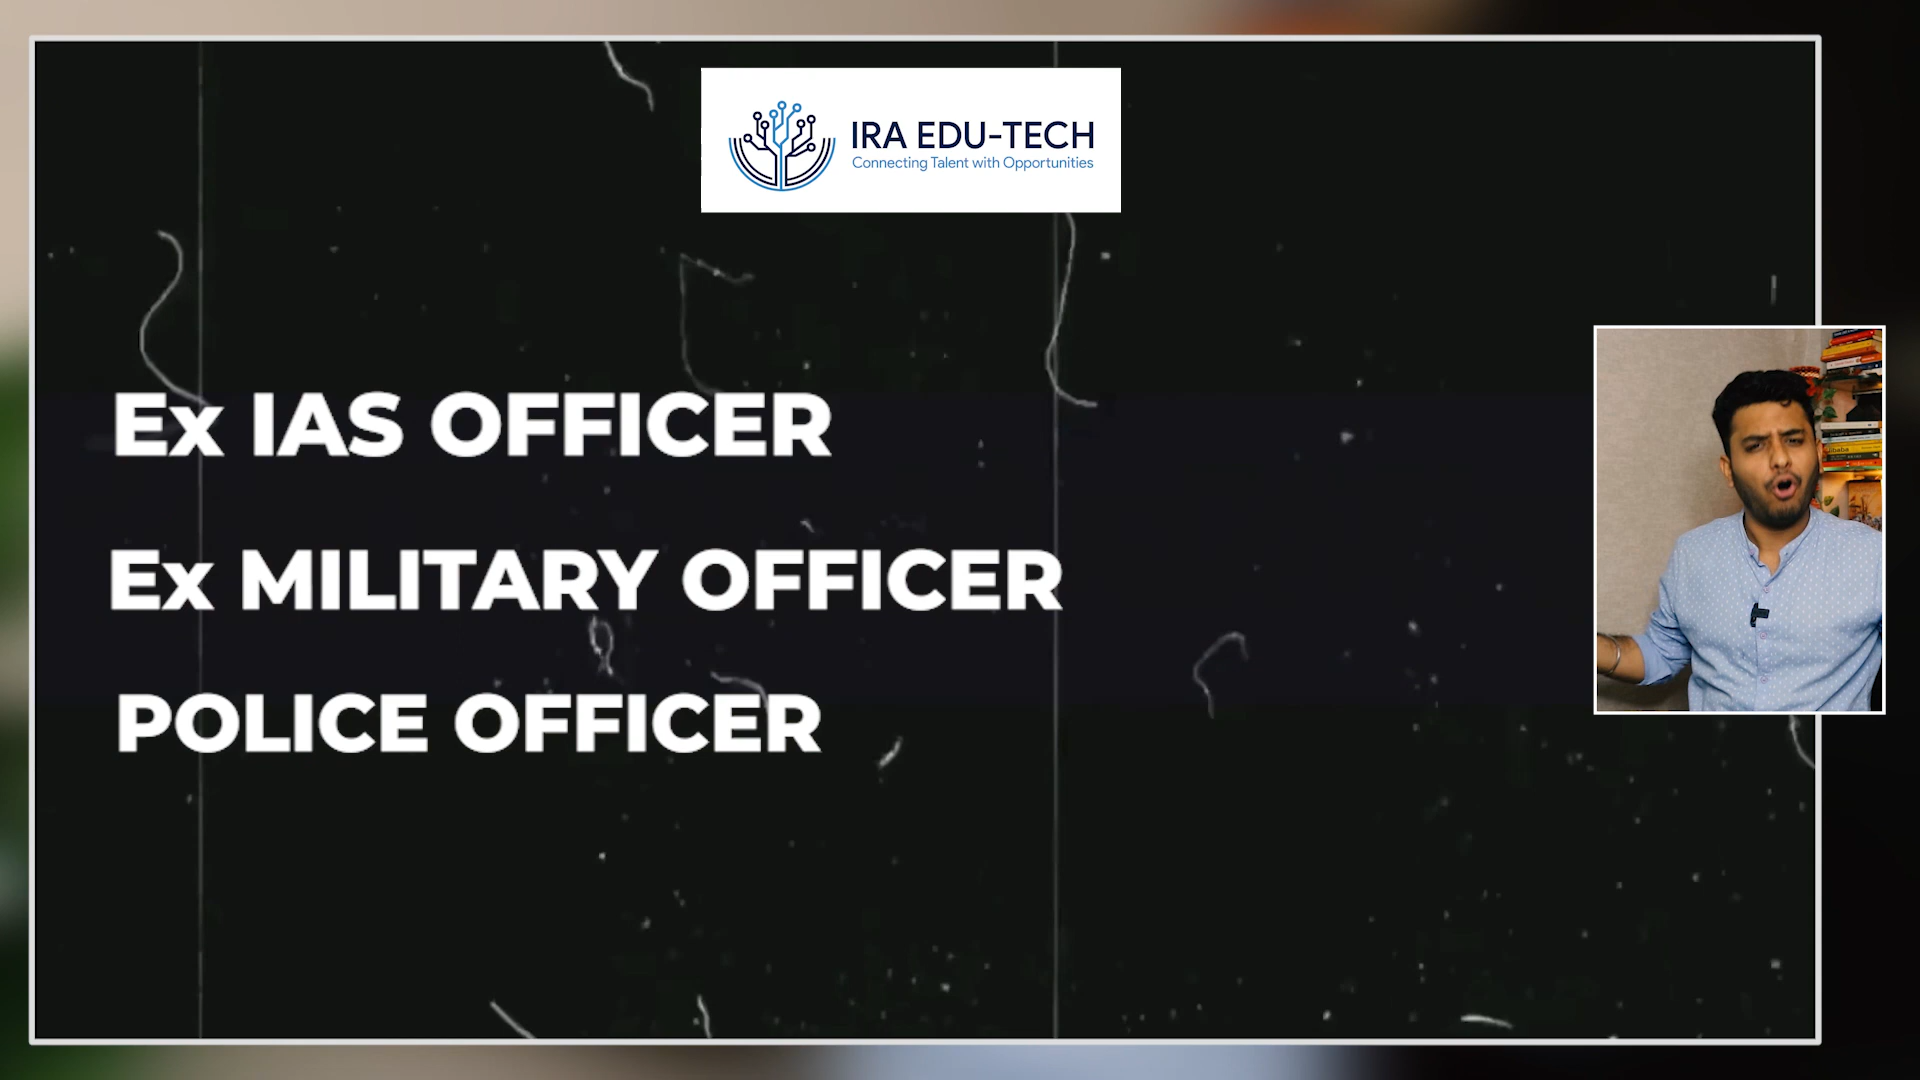 IRA EDU-TECH
Connecting Talent with Opportunities
Ex IAS OFFICER
Ex MILITARY OFFICER
POLICE OFFICER